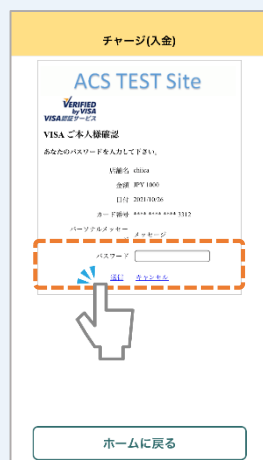 チャージ(入金)
ACS TEST Site
VERIFIED
by VISA
VISA認証サービス
VISA ご本人様確認
あなたのパスワードを入力して下さい。
店舗名 chiica
金額 JPY 1000
日付 2021/10/26
カード番号 **** **** **** 3312
パーソナルメッセー
メッセージ
パスワード
送信 キャンセル
ホームに戻る